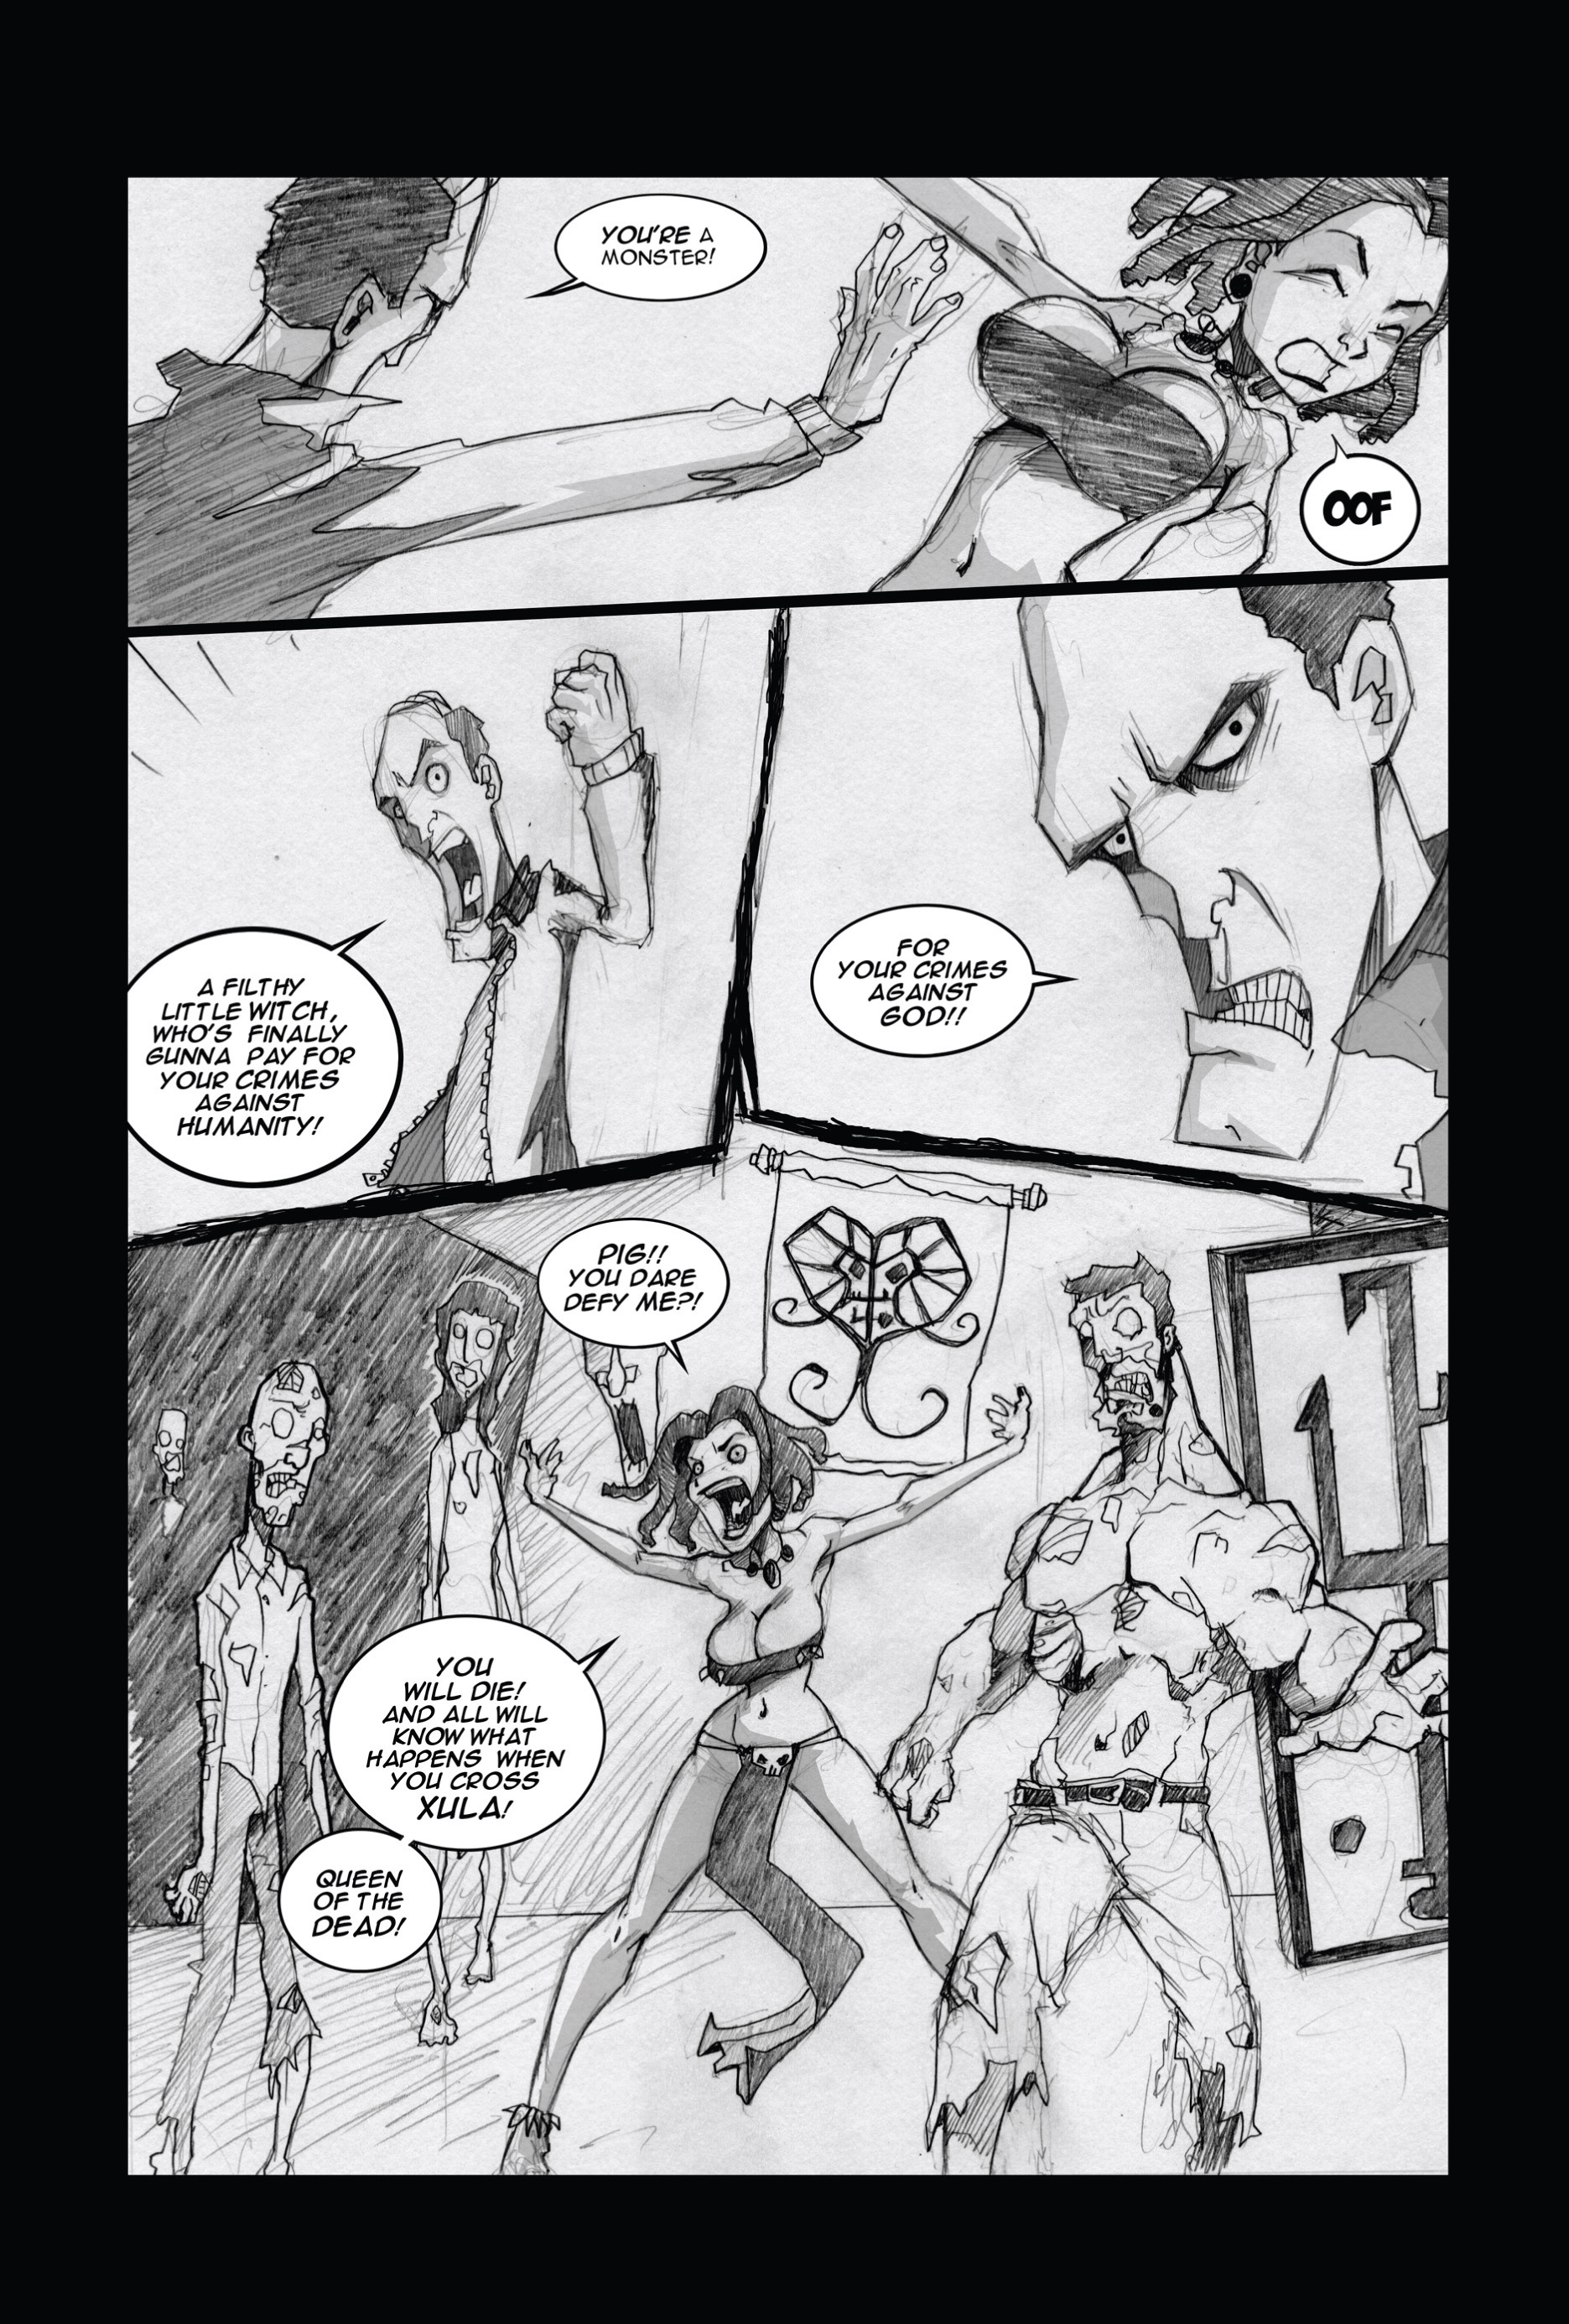 YOU'RE A
MONSTER!
OOF
A FILTHY
LITTLE WITCH,
WHO'S FINALLY
GUNNA PAY FOR
YOUR CRIMES
AGAINST
HUMANITY!
FOR
YOUR CRIMES
AGAINST
GOD!!
PIG!!
YOU DARE
DEFY ME?!
YOU
WILL DIE!
AND ALL WILL
KNOW WHAT
HAPPENS WHEN
YOU CROSS
XULA!
QUEEN
OF THE
DEAD!